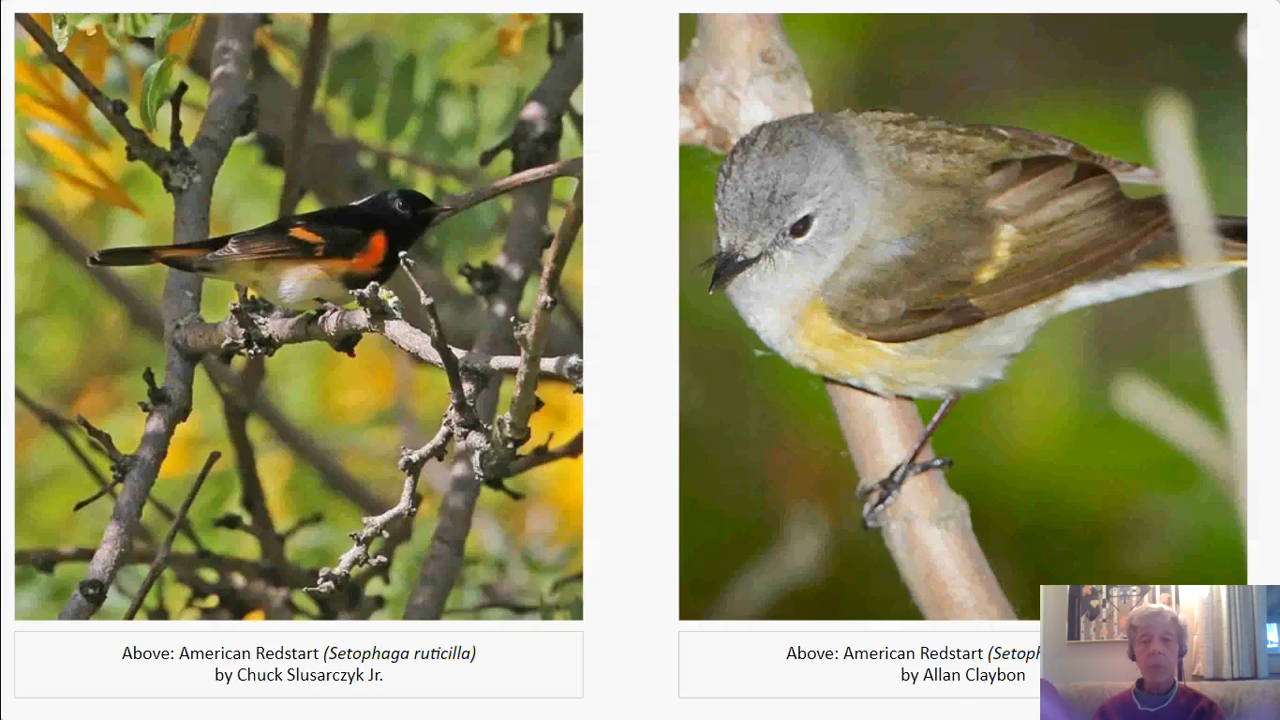 Above: American Redstart (Setophaga ruticilla)
by Chuck Slusarczyk Jr.
Above: American Redstart (Setoph
by Allan Claybon